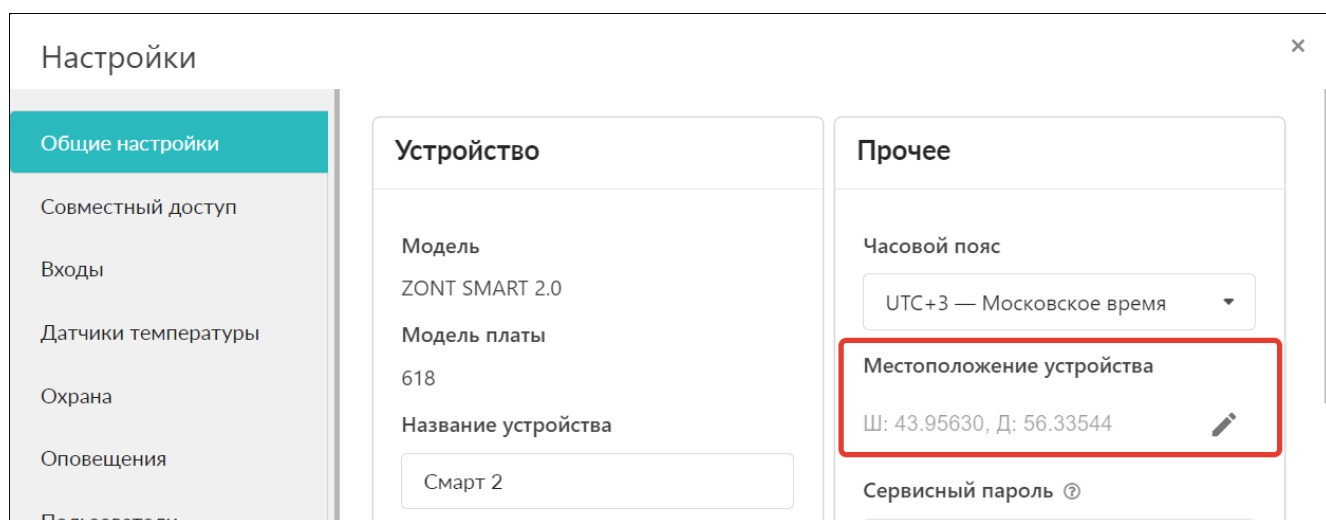 Настройки
×
Общие настройки
Совместный доступ
Входы
Датчики температуры
Охрана
Оповещения
Пользователи
Устройство
Модель
ZONT SMART 2.0
Модель платы
618
Название устройства
Смарт 2
Прочее
Часовой пояс
UTC+3 — Московское время
Местоположение устройства
Ш: 43.95630, Д: 56.33544
Сервисный пароль ?